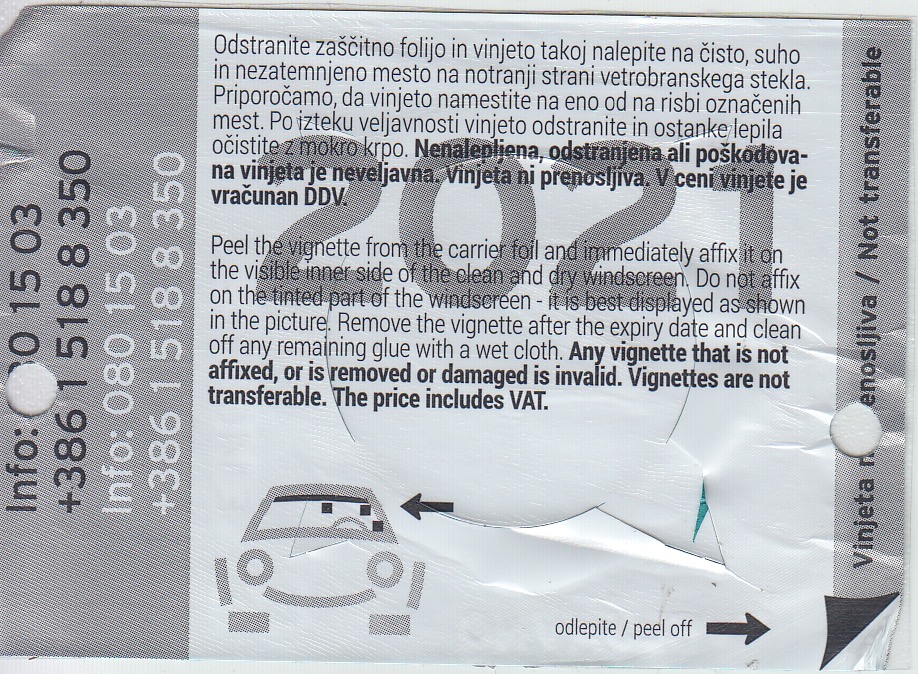 Info: 080 15 03
+386 1 518 8 350
Info: 080 15 03
+386 1 518 8 350
Odstranite zaščitno folijo in vinjeto takoj nalepite na čisto, suho
in nezatemnjeno mesto na notranji strani vetrobranskega stekla.
Priporočamo, da vinjeto namestite na eno od na risbi označenih
mest. Po izteku veljavnosti vinjeto odstranite in ostanke lepila
očistite z mokro krpo. Nenalepljena, odstranjena ali poškodova-
na vinjeta je neveljavna. Vinjeta ni prenosljiva. V ceni vinjete je
vračunan DDV.
2021
Peel the vignette from the carrier foil and immediately affix it on
the visible inner side of the clean and dry windscreen. Do not affix
on the tinted part of the windscreen - it is best displayed as shown
in the picture. Remove the vignette after the expiry date and clean
off any remaining glue with a wet cloth. Any vignette that is not
affixed, or is removed or damaged is invalid. Vignettes are not
transferable. The price includes VAT.
odlepite / peel off
Vinjeta n enosljiva / Not transferable